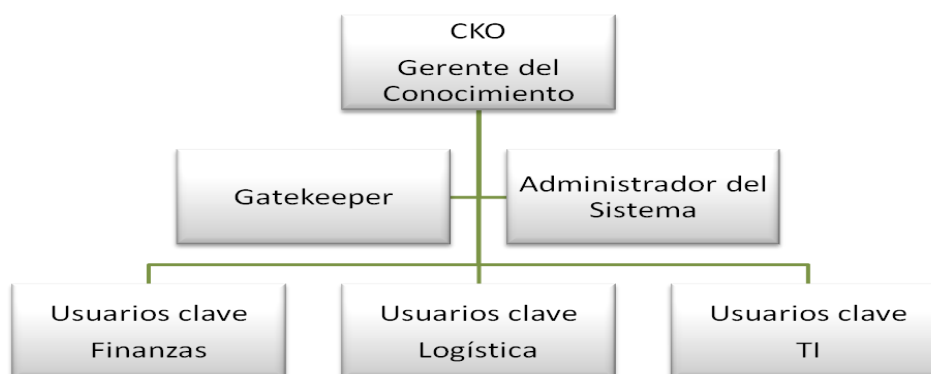 CKO
Gerente del
Conocimiento
Gatekeeper
Administrador del
Sistema
Usuarios clave
Finanzas
Usuarios clave
Logística
Usuarios clave
TI